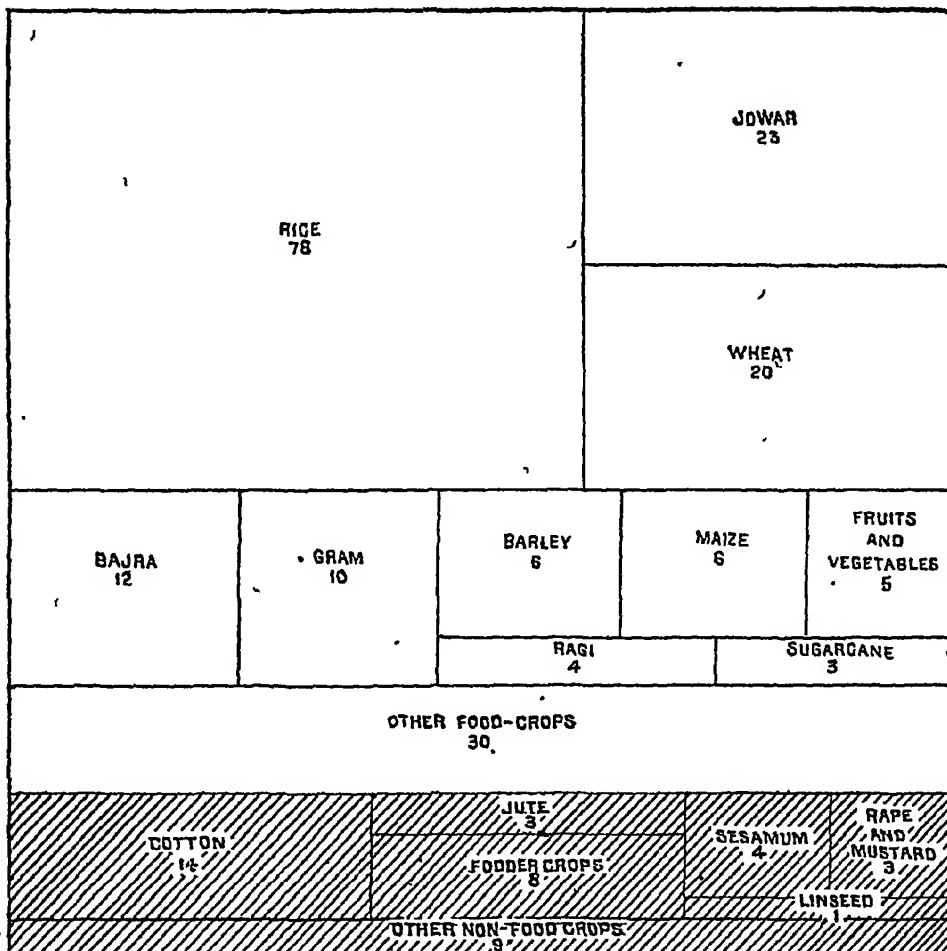 JOWAR
23
RICE
78
WHEAT
20
BAJRA
12
GRAM
10
BARLEY
6
MAIZE
6
FRUITS
AND
VEGETABLES
5
RAGI
4
SUGARCANE
3
OTHER FOOD-CROPS
30
COTTON
14
JUTE
3
FODDER CROPS
8
SESAMUM
4
RAPE
AND
MUSTARD
3
LINSEED
1
OTHER NON-FOOD CROPS
9